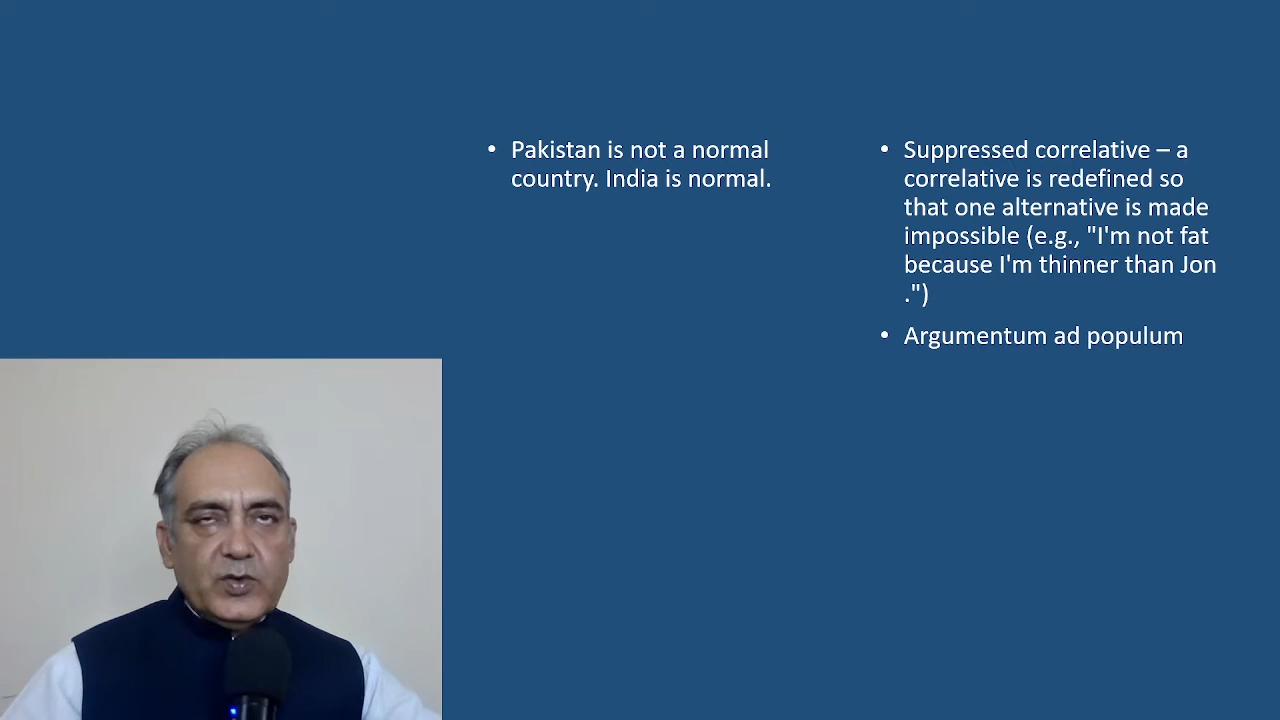 • Pakistan is not a normal
country. India is normal.
• Suppressed correlative – a
correlative is redefined so
that one alternative is made
impossible (e.g., "I'm not fat
because I'm thinner than Jon
.")
• Argumentum ad populum